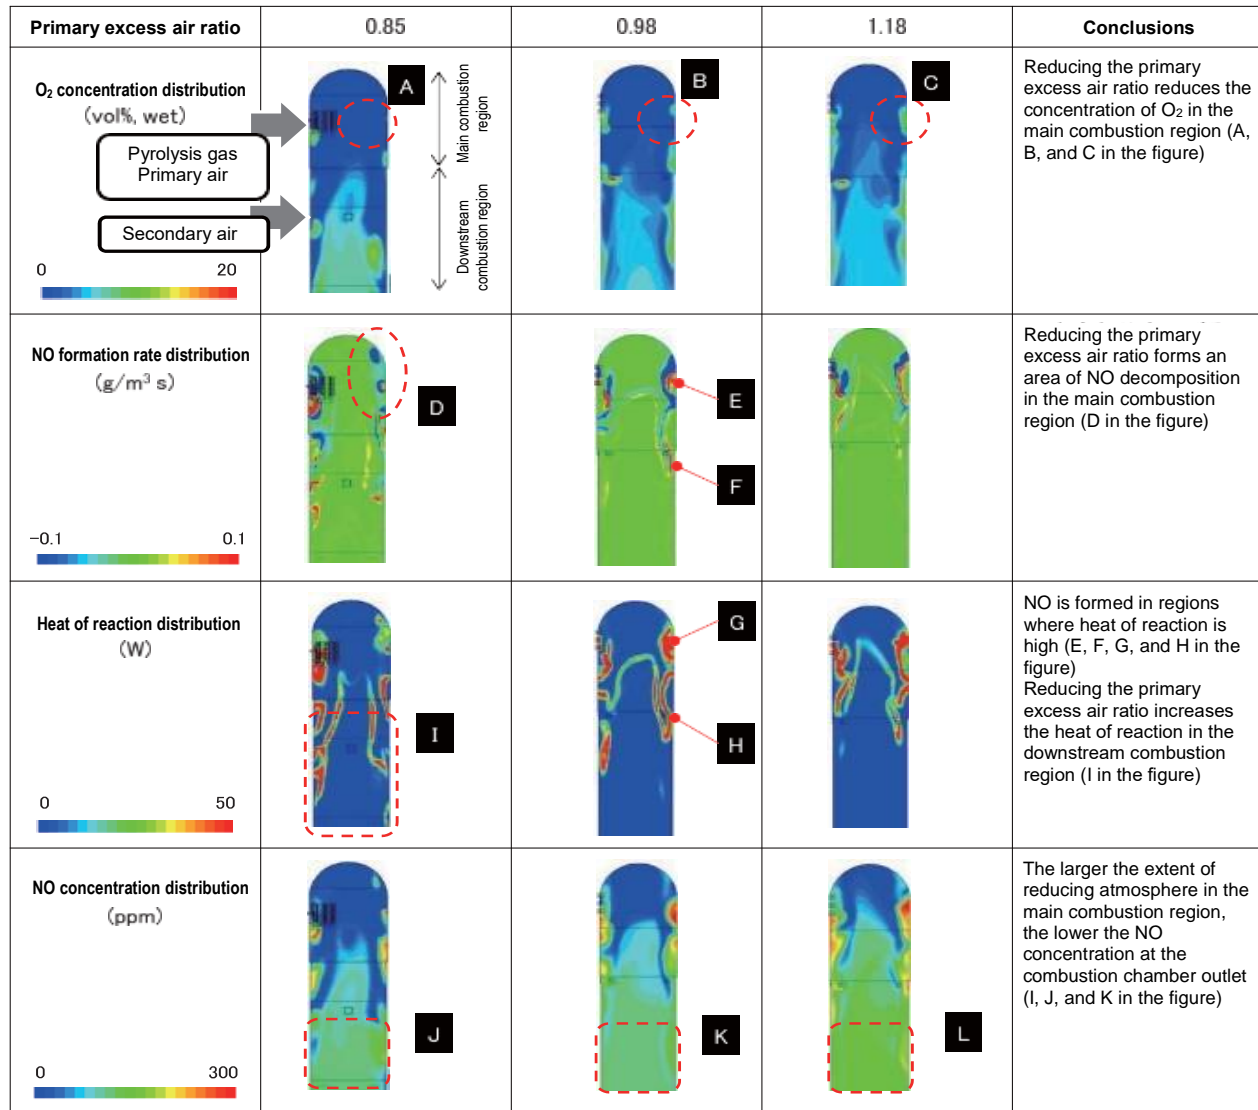 Primary excess air ratio
0.85
0.98
1.18
Conclusions
O₂ concentration distribution
(vol%, wet)
Pyrolysis gas
Primary air
Secondary air
0 20
A
Main combustion
region
Downstream
combustion region
B
C
Reducing the primary
excess air ratio reduces the
concentration of O₂ in the
main combustion region (A,
B, and C in the figure)
NO formation rate distribution
(g/m³ s)
−0.1 0.1
D
E
F
Reducing the primary
excess air ratio forms an
area of NO decomposition
in the main combustion
region (D in the figure)
Heat of reaction distribution
(W)
0 50
I
G
H
NO is formed in regions
where heat of reaction is
high (E, F, G, and H in the
figure)
Reducing the primary
excess air ratio increases
the heat of reaction in the
downstream combustion
region (I in the figure)
NO concentration distribution
(ppm)
0 300
J
K
L
The larger the extent of
reducing atmosphere in the
main combustion region,
the lower the NO
concentration at the
combustion chamber outlet
(I, J, and K in the figure)